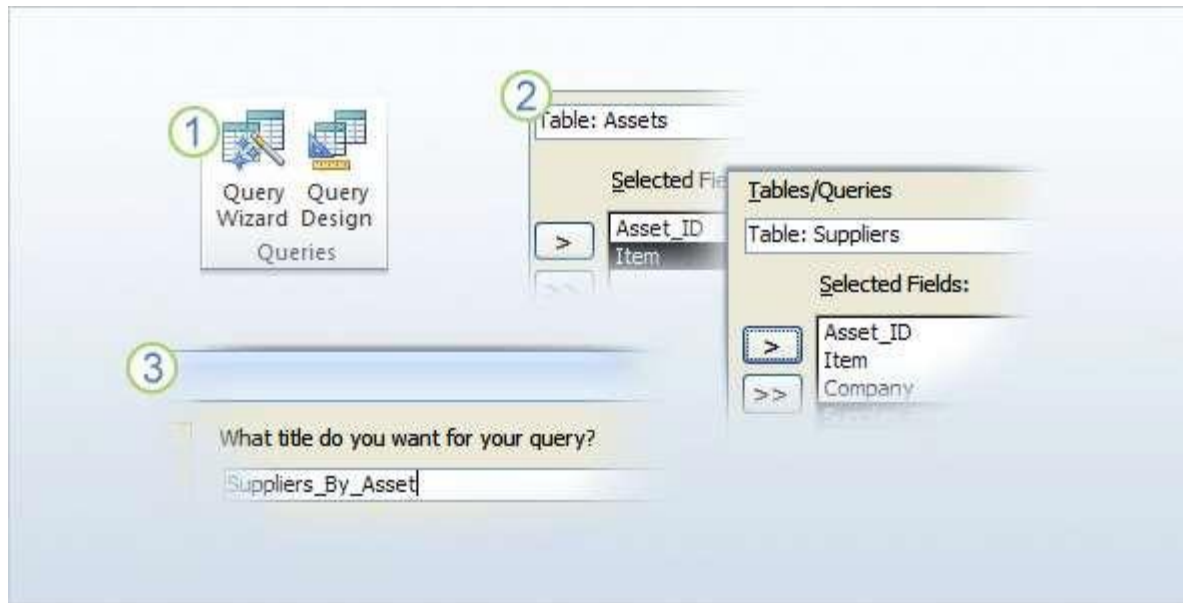 1
Query Wizard
Query Design
Queries
2
Table: Assets
Selected
>
Asset_ID
Item
>>
Tables/Queries
Table: Suppliers
Selected Fields:
>
>>
Asset_ID
Item
Company
3
What title do you want for your query?
Suppliers_By_Asset